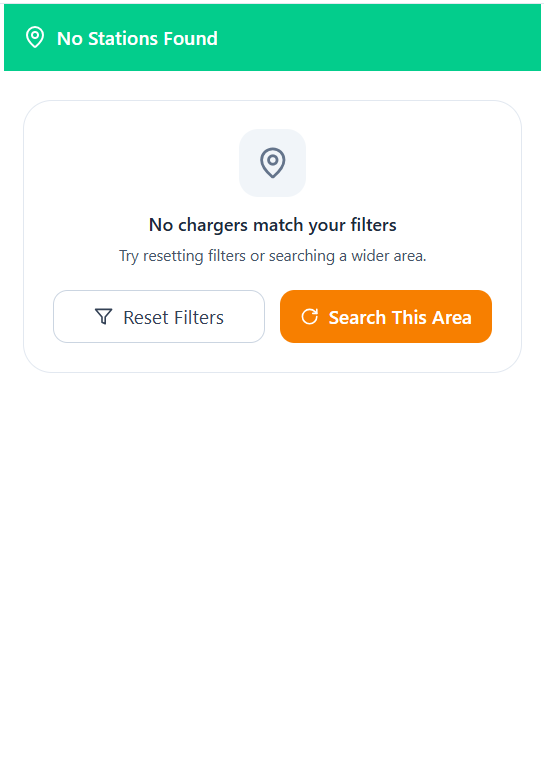 No Stations Found
No chargers match your filters
Try resetting filters or searching a wider area.
Reset Filters
Search This Area